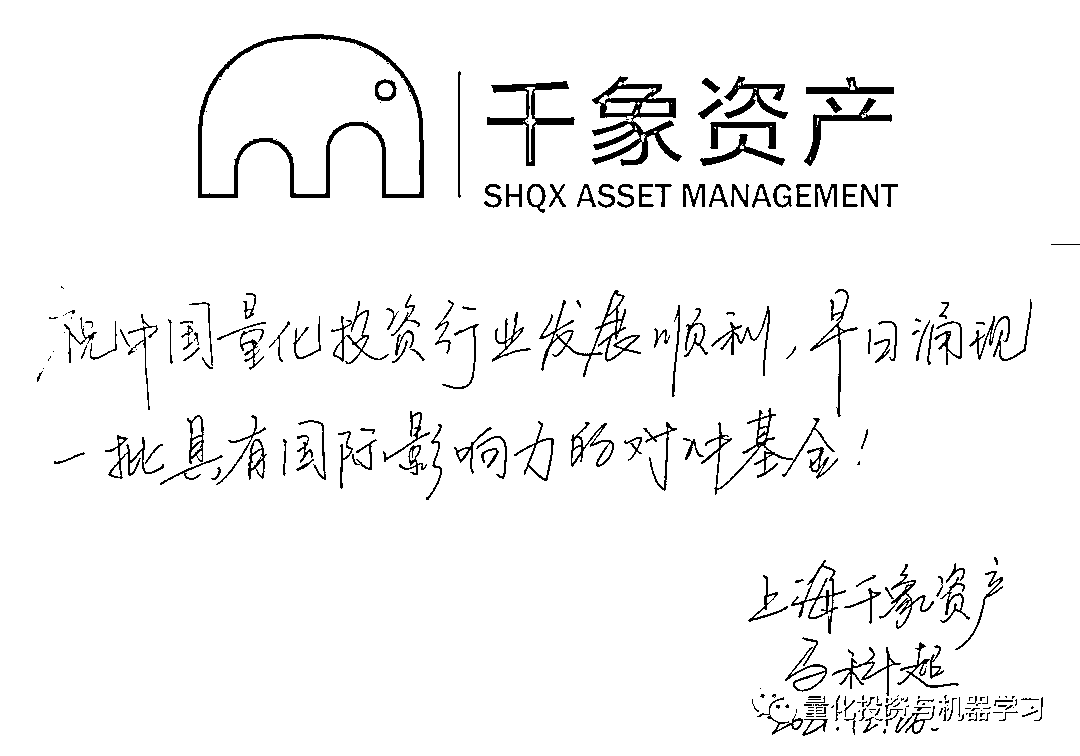 千象资产
SHQX ASSET MANAGEMENT
祝中国量化投资行业发展顺利,早日涌现
一批具有国际影响力的对冲基金!
上海千象资产
马科超
量化投资与机器学习